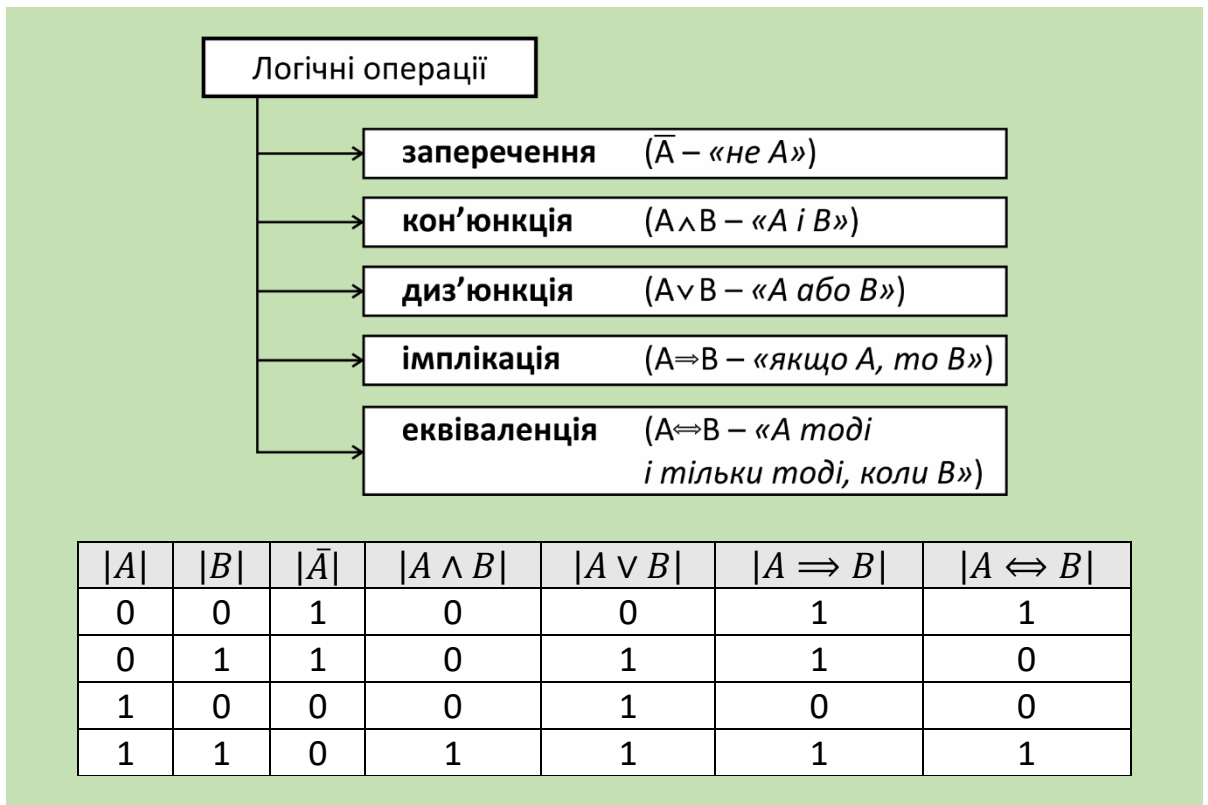 Логічні операції
заперечення (A̅ – «не А»)
кон’юнкція (А∧В – «А і В»)
диз’юнкція (А∨В – «А або В»)
імплікація (А⇒В – «якщо А, то В»)
еквіваленція (А⇔В – «А тоді
і тільки тоді, коли В»)
|A| |B| |Ā| |A ∧ B| |A ∨ B| |A ⟹ B| |A ⟺ B|
0 0 1 0 0 1 1
0 1 1 0 1 1 0
1 0 0 0 1 0 0
1 1 0 1 1 1 1